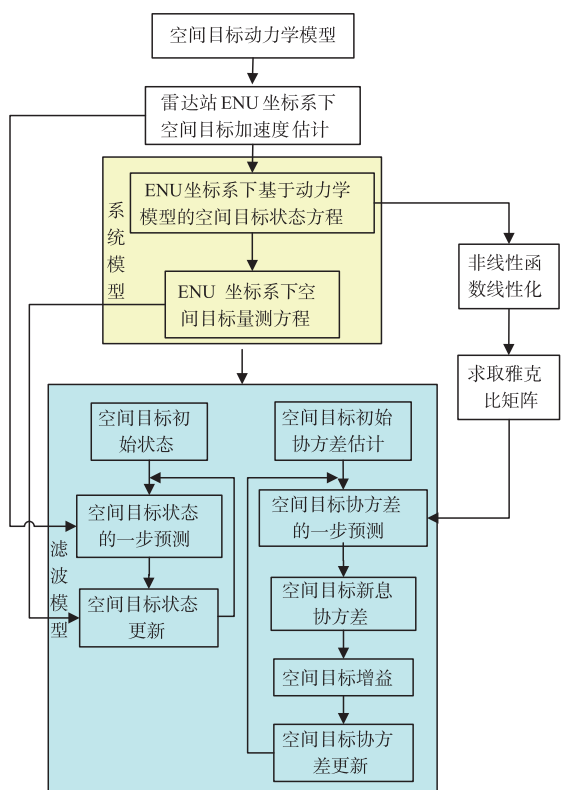 空间目标动力学模型
雷达站 ENU 坐标系下
空间目标加速度估计
系统模型
ENU坐标系下基于动力学
模型的空间目标状态方程
ENU 坐标系下空
间目标量测方程
非线性函
数线性化
求取雅克
比矩阵
滤波模型
空间目标初
始状态
空间目标状态
的一步预测
空间目标状态
更新
空间目标初始
协方差估计
空间目标协方差
的一步预测
空间目标新息
协方差
空间目标增益
空间目标协方
差更新